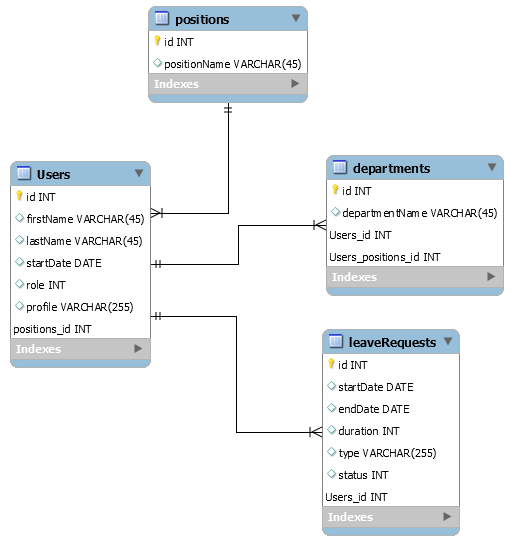 positions
id INT
positionName VARCHAR(45)
Indexes
Users
id INT
firstName VARCHAR(45)
lastName VARCHAR(45)
startDate DATE
role INT
profile VARCHAR(255)
positions_id INT
Indexes
departments
id INT
departmentName VARCHAR(45)
Users_id INT
Users_positions_id INT
Indexes
leaveRequests
id INT
startDate DATE
endDate DATE
duration INT
type VARCHAR(255)
status INT
Users_id INT
Indexes